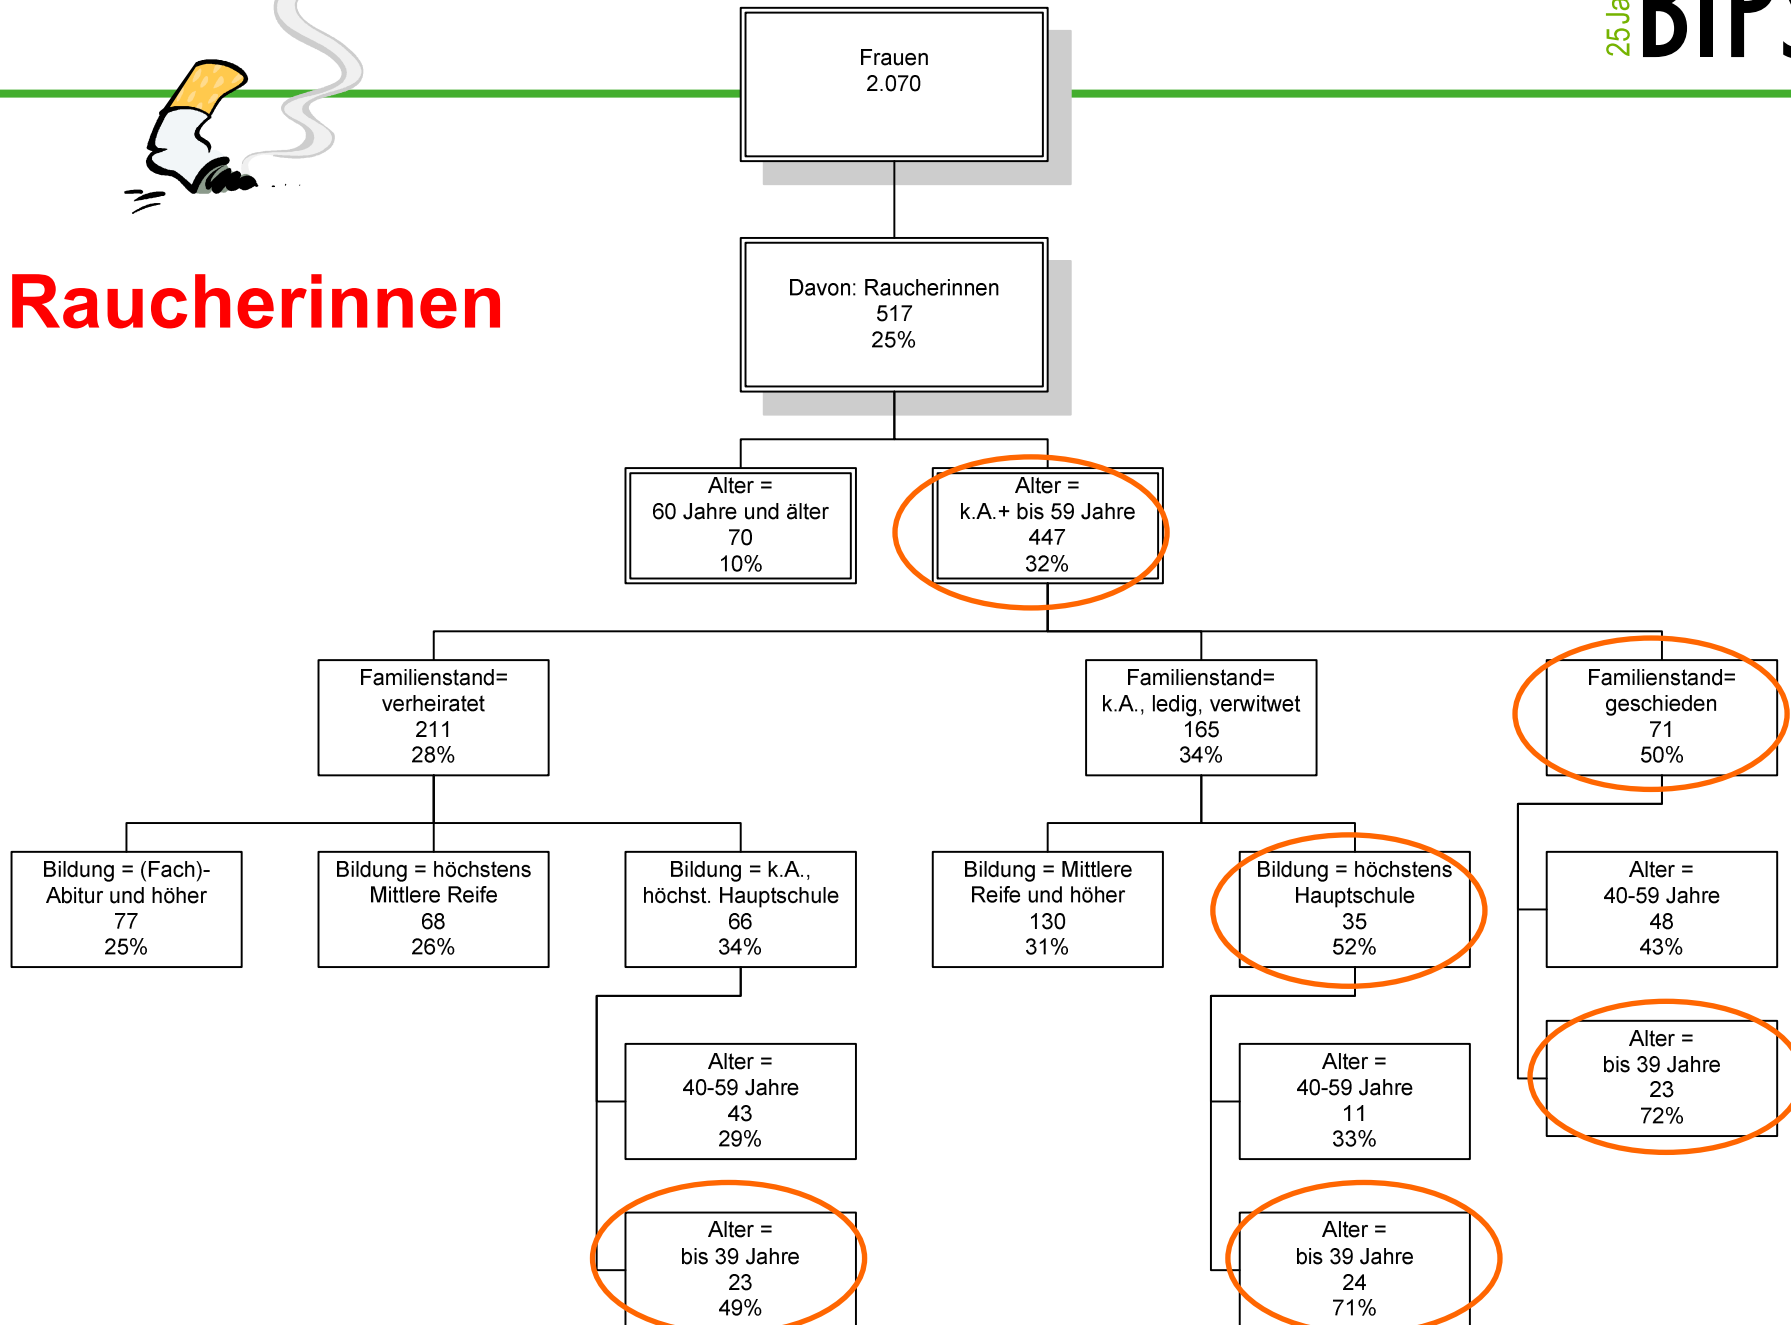 Frauen
2.070
25 Ja
BIPS
Raucherinnen
Davon: Raucherinnen
517
25%
Alter =
60 Jahre und älter
70
10%
Alter =
k.A.+ bis 59 Jahre
447
32%
Familienstand=
verheiratet
211
28%
Familienstand=
k.A., ledig, verwitwet
165
34%
Familienstand=
geschieden
71
50%
Bildung = (Fach)-
Abitur und höher
77
25%
Bildung = höchstens
Mittlere Reife
68
26%
Bildung = k.A.,
höchst. Hauptschule
66
34%
Bildung = Mittlere
Reife und höher
130
31%
Bildung = höchstens
Hauptschule
35
52%
Alter =
40-59 Jahre
48
43%
Alter =
bis 39 Jahre
23
72%
Alter =
40-59 Jahre
43
29%
Alter =
40-59 Jahre
11
33%
Alter =
bis 39 Jahre
23
49%
Alter =
bis 39 Jahre
24
71%